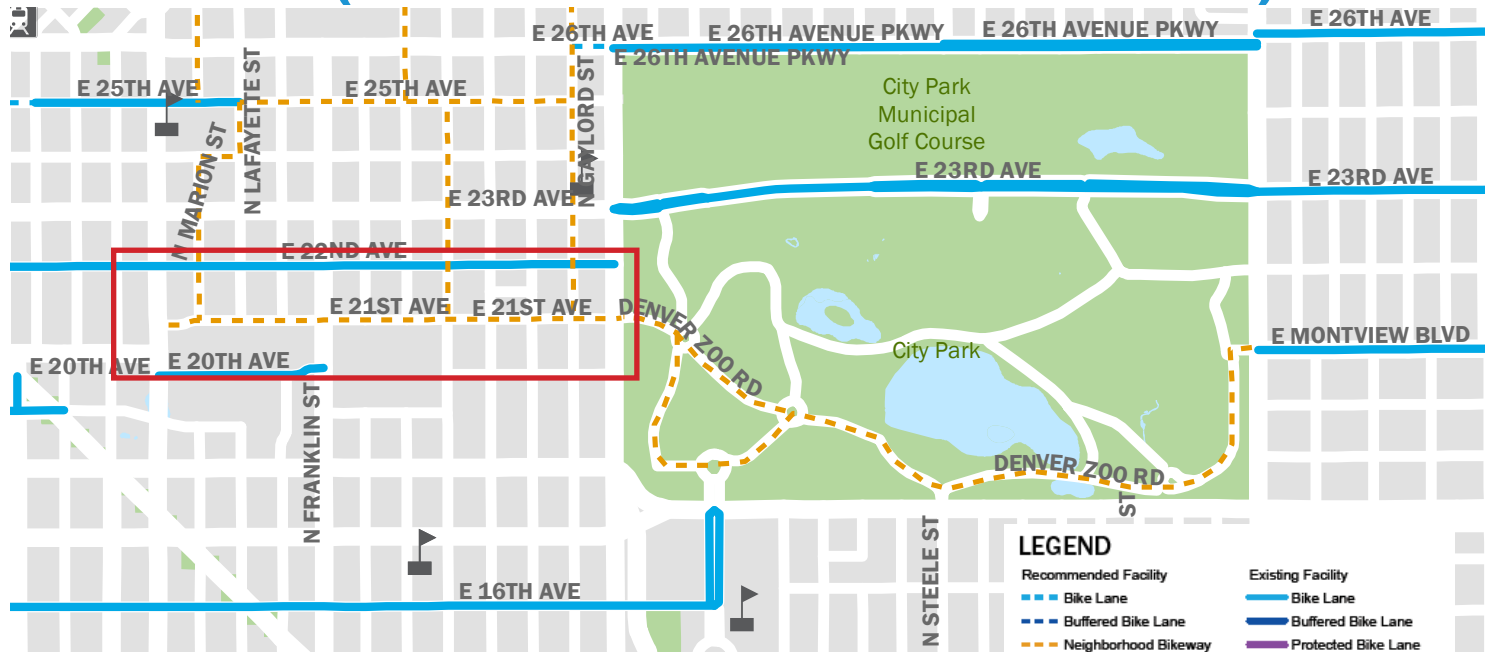 E 26TH AVE
E 26TH AVE
E 26TH AVENUE PKWY
E 26TH AVENUE PKWY
E 26TH AVENUE PKWY
E 25TH AVE
N LAFAYETTE ST
E 25TH AVE
N GAYLORD ST
City Park
Municipal
Golf Course
N MARION ST
E 23RD AVE
E 23RD AVE
E 23RD AVE
E 22ND AVE
E 21ST AVE
E 21ST AVE
DENVER ZOO RD
E MONTVIEW BLVD
City Park
E 20TH AVE
E 20TH AVE
N FRANKLIN ST
DENVER ZOO RD
ST
N STEELE ST
E 16TH AVE
LEGEND
Recommended Facility
Bike Lane
Buffered Bike Lane
Neighborhood Bikeway
Existing Facility
Bike Lane
Buffered Bike Lane
Protected Bike Lane